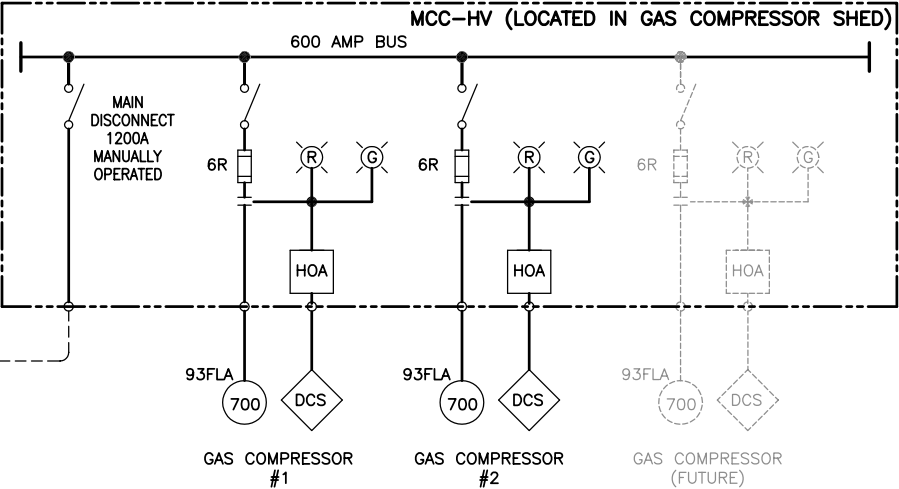 MCC-HV (LOCATED IN GAS COMPRESSOR SHED)
600 AMP BUS
MAIN
DISCONNECT
1200A
MANUALLY
OPERATED
6R
R
G
6R
R
G
R
G
HOA
HOA
HOA
93FLA
700
DCS
93FLA
700
DCS
93FLA
700
DCS
GAS COMPRESSOR
#1
GAS COMPRESSOR
#2
GAS COMPRESSOR
(FUTURE)